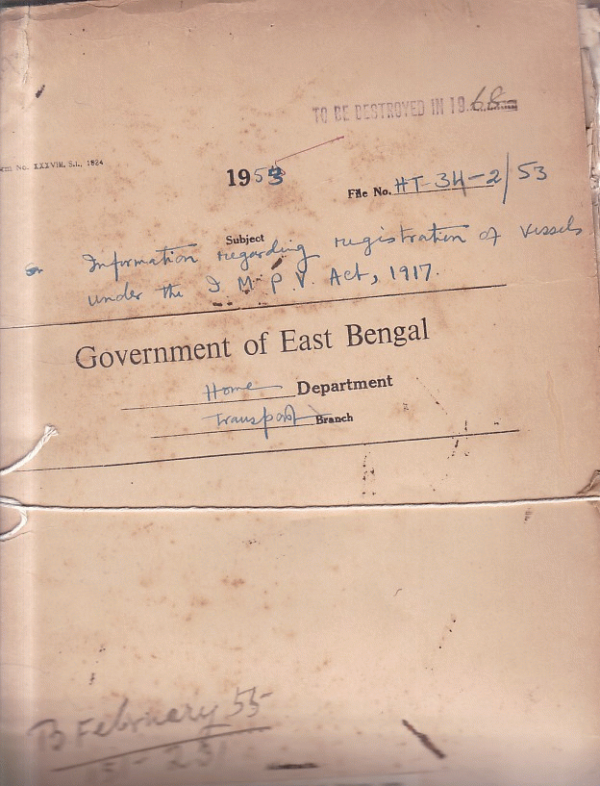 TO BE DESTROYED IN 1968
No. XXXVIII, S.I., 1824
1953
File No. HT-34-2/53
Subject
Information regarding registration of vessels
under the I. M. P. V. Act, 1917.
Government of East Bengal
Home Department
Transport Branch
B February 55